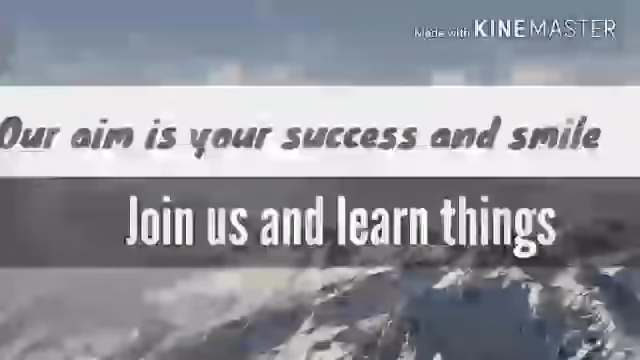 Made with KINEMASTER
Our aim is your success and smile
Join us and learn things